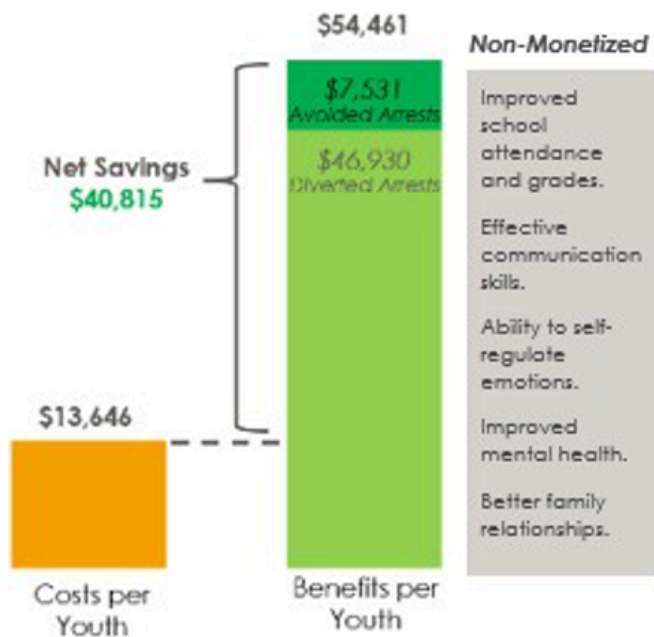 $54,461
$7,531
Avoided Arrests
$46,930
Diverted Arrests
Net Savings
$40,815
$13,646
Costs per
Youth
Benefits per
Youth
Non-Monetized
Improved
school
attendance
and grades.
Effective
communication
skills.
Ability to self-
regulate
emotions.
Improved
mental health.
Better family
relationships.